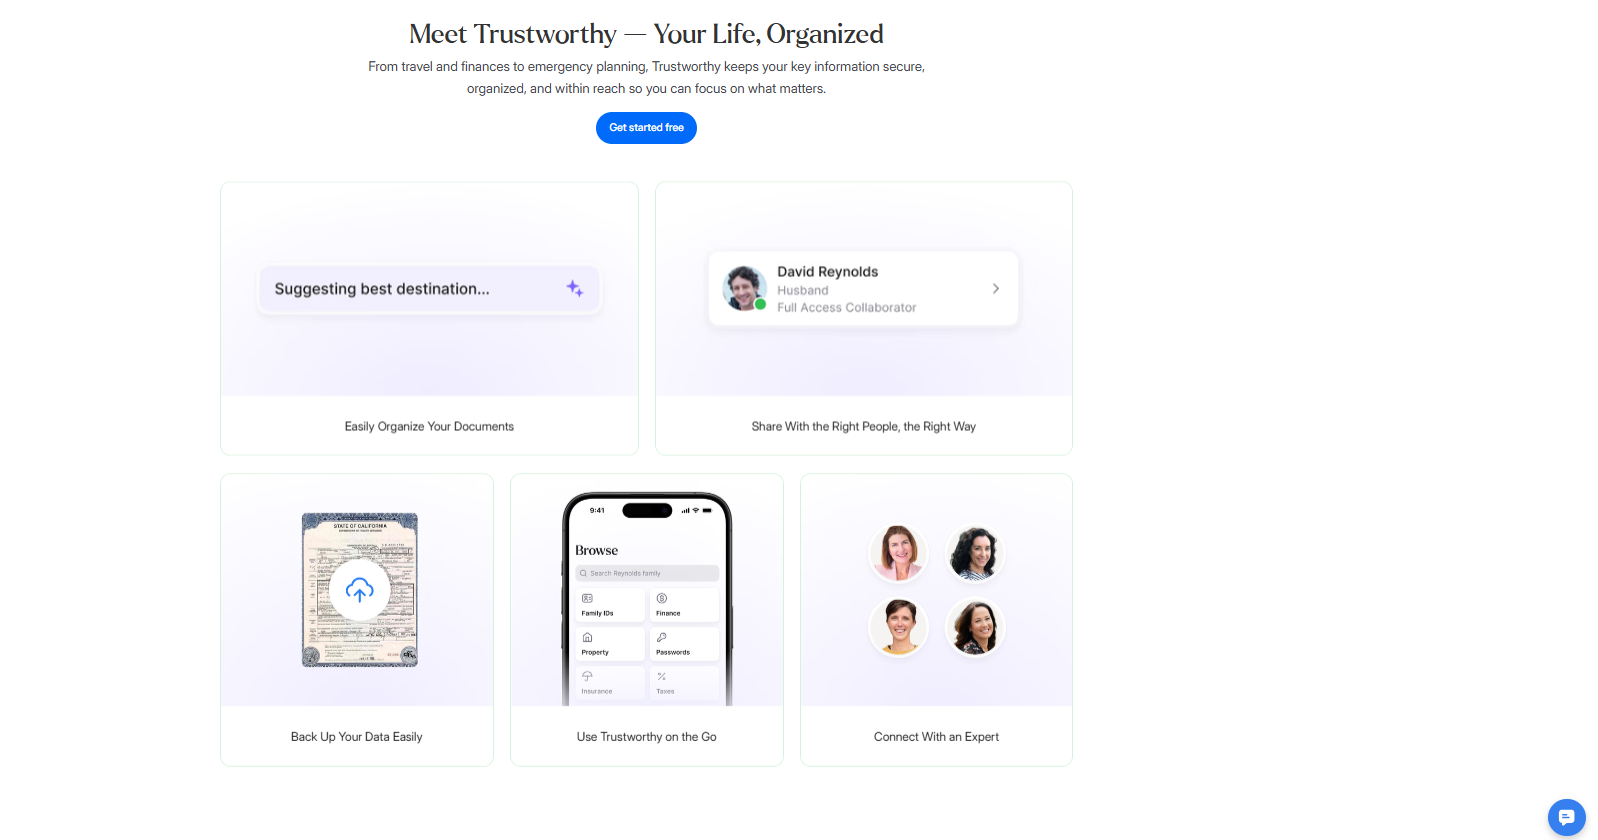 Meet Trustworthy — Your Life, Organized
From travel and finances to emergency planning, Trustworthy keeps your key information secure,
organized, and within reach so you can focus on what matters.
Get started free
Suggesting best destination...
David Reynolds
Husband
Full Access Collaborator
Easily Organize Your Documents
Share With the Right People, the Right Way
STATE OF CALIFORNIA
9:41
Browse
Search Reynolds family
Family IDs
Finance
Property
Passwords
Insurance
Taxes
Back Up Your Data Easily
Use Trustworthy on the Go
Connect With an Expert